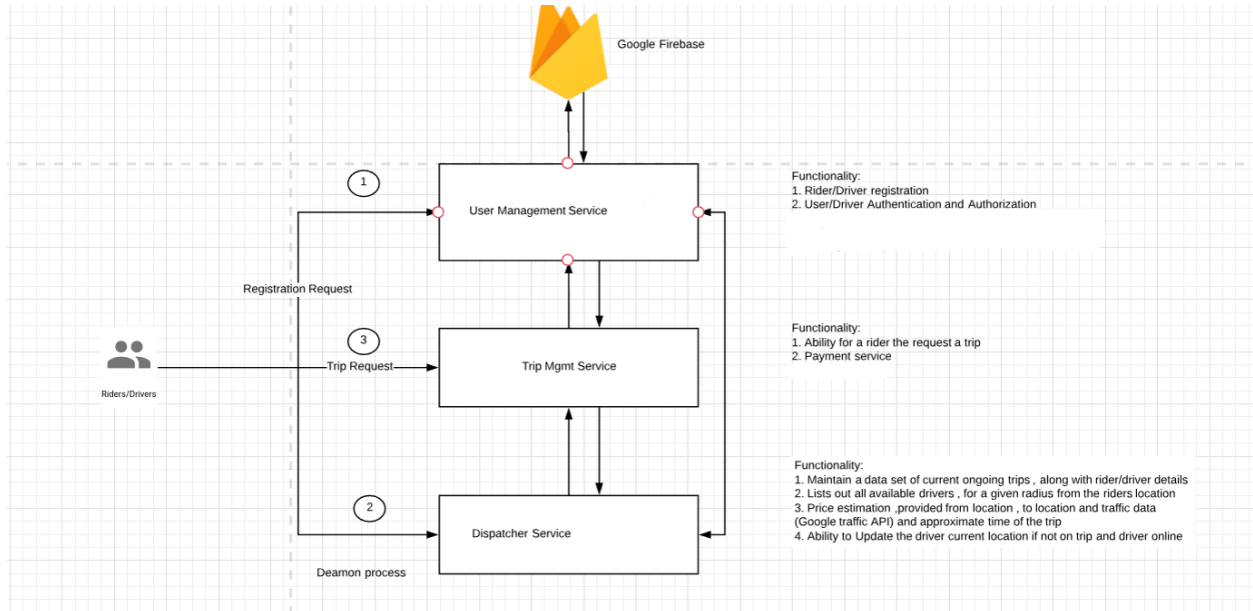 Google Firebase
1
User Management Service
Functionality:
1. Rider/Driver registration
2. User/Driver Authentication and Authorization
Registration Request
3
Trip Request
Trip Mgmt Service
Functionality:
1. Ability for a rider the request a trip
2. Payment service
Riders/Drivers
2
Dispatcher Service
Functionality:
1. Maintain a data set of current ongoing trips , along with rider/driver details
2. Lists out all available drivers , for a given radius from the riders location
3. Price estimation ,provided from location , to location and traffic data
(Google traffic API) and approximate time of the trip
4. Ability to Update the driver current location if not on trip and driver online
Deamon process